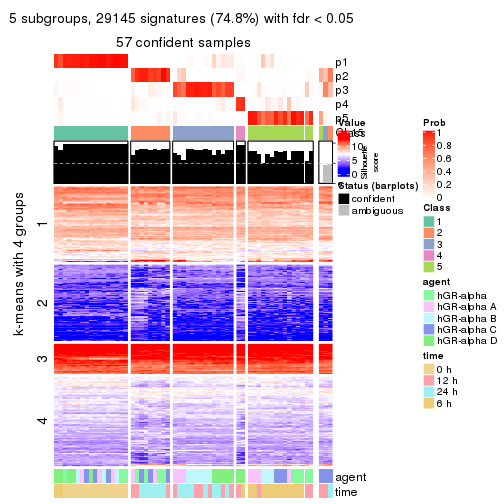 5 subgroups, 29145 signatures (74.8%) with fdr < 0.05
57 confident samples
p1
p2
p3
p4
p5
Class
Value
15
10
5
0
Silhouette
score
Status (barplots)
confident
ambiguous
Prob
1
0.8
0.6
0.4
0.2
0
Class
1
2
3
4
5
agent
hGR-alpha
hGR-alpha A
hGR-alpha B
hGR-alpha C
hGR-alpha D
time
0 h
12 h
24 h
6 h
k-means with 4 groups
1
2
3
4
agent
time